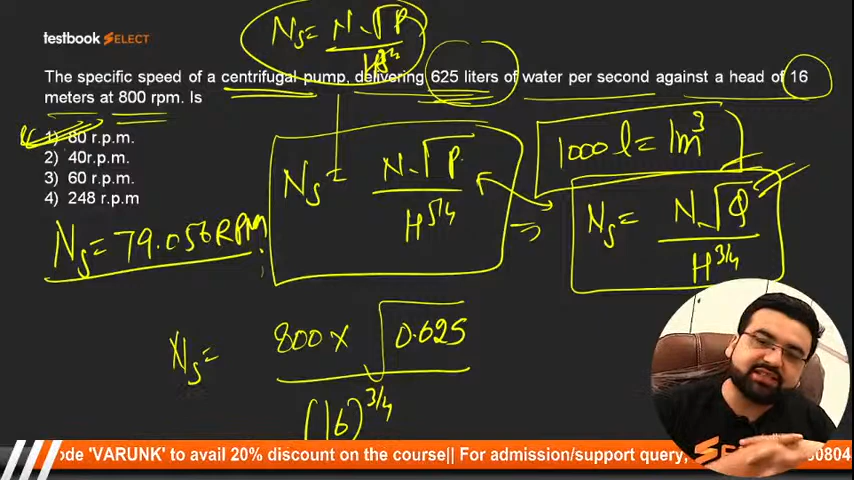 testbook SELECT
Ns= N√P / H3/4
The specific speed of a centrifugal pump, delivering 625 liters of water per second against a head of 16
meters at 800 rpm. Is
1) 80 r.p.m.
2) 40r.p.m.
3) 60 r.p.m.
4) 248 r.p.m
1000 l = 1m³
Ns= N√P / H5/4
Ns= N√Q / H3/4
Ns= 79.056 RPM
Ns= 800 x √0.625 / (16)3/4
ode 'VARUNK' to avail 20% discount on the course|| For admission/support query,
SELE
0804